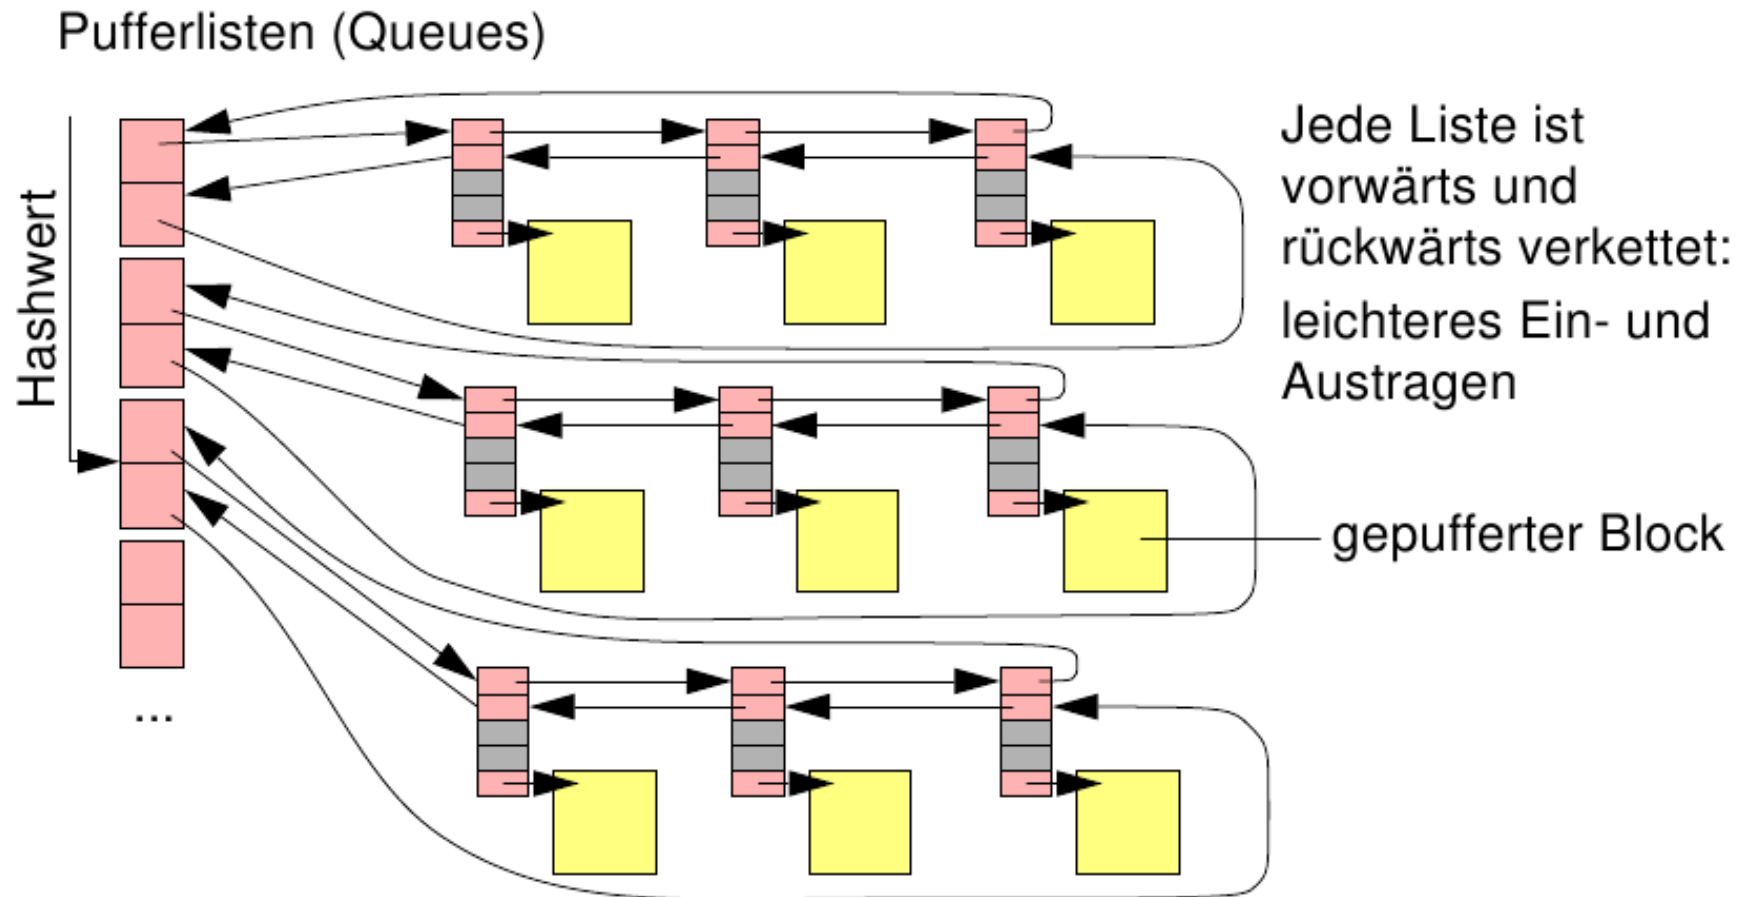 Pufferlisten (Queues)
Hashwert
Jede Liste ist
vorwärts und
rückwärts verkettet:
leichteres Ein- und
Austragen
gepufferter Block
...